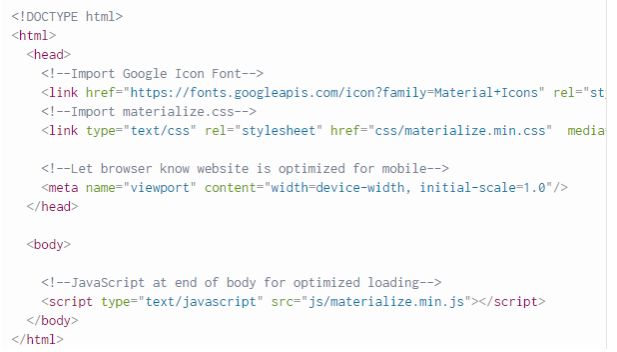 <!DOCTYPE html>
<html>
<head>
<!--Import Google Icon Font-->
<link href="https://fonts.googleapis.com/icon?family=Material+Icons" rel="st
<!--Import materialize.css-->
<link type="text/css" rel="stylesheet" href="css/materialize.min.css"  media
<!--Let browser know website is optimized for mobile-->
<meta name="viewport" content="width=device-width, initial-scale=1.0"/>
</head>
<body>
<!--JavaScript at end of body for optimized loading-->
<script type="text/javascript" src="js/materialize.min.js"></script>
</body>
</html>